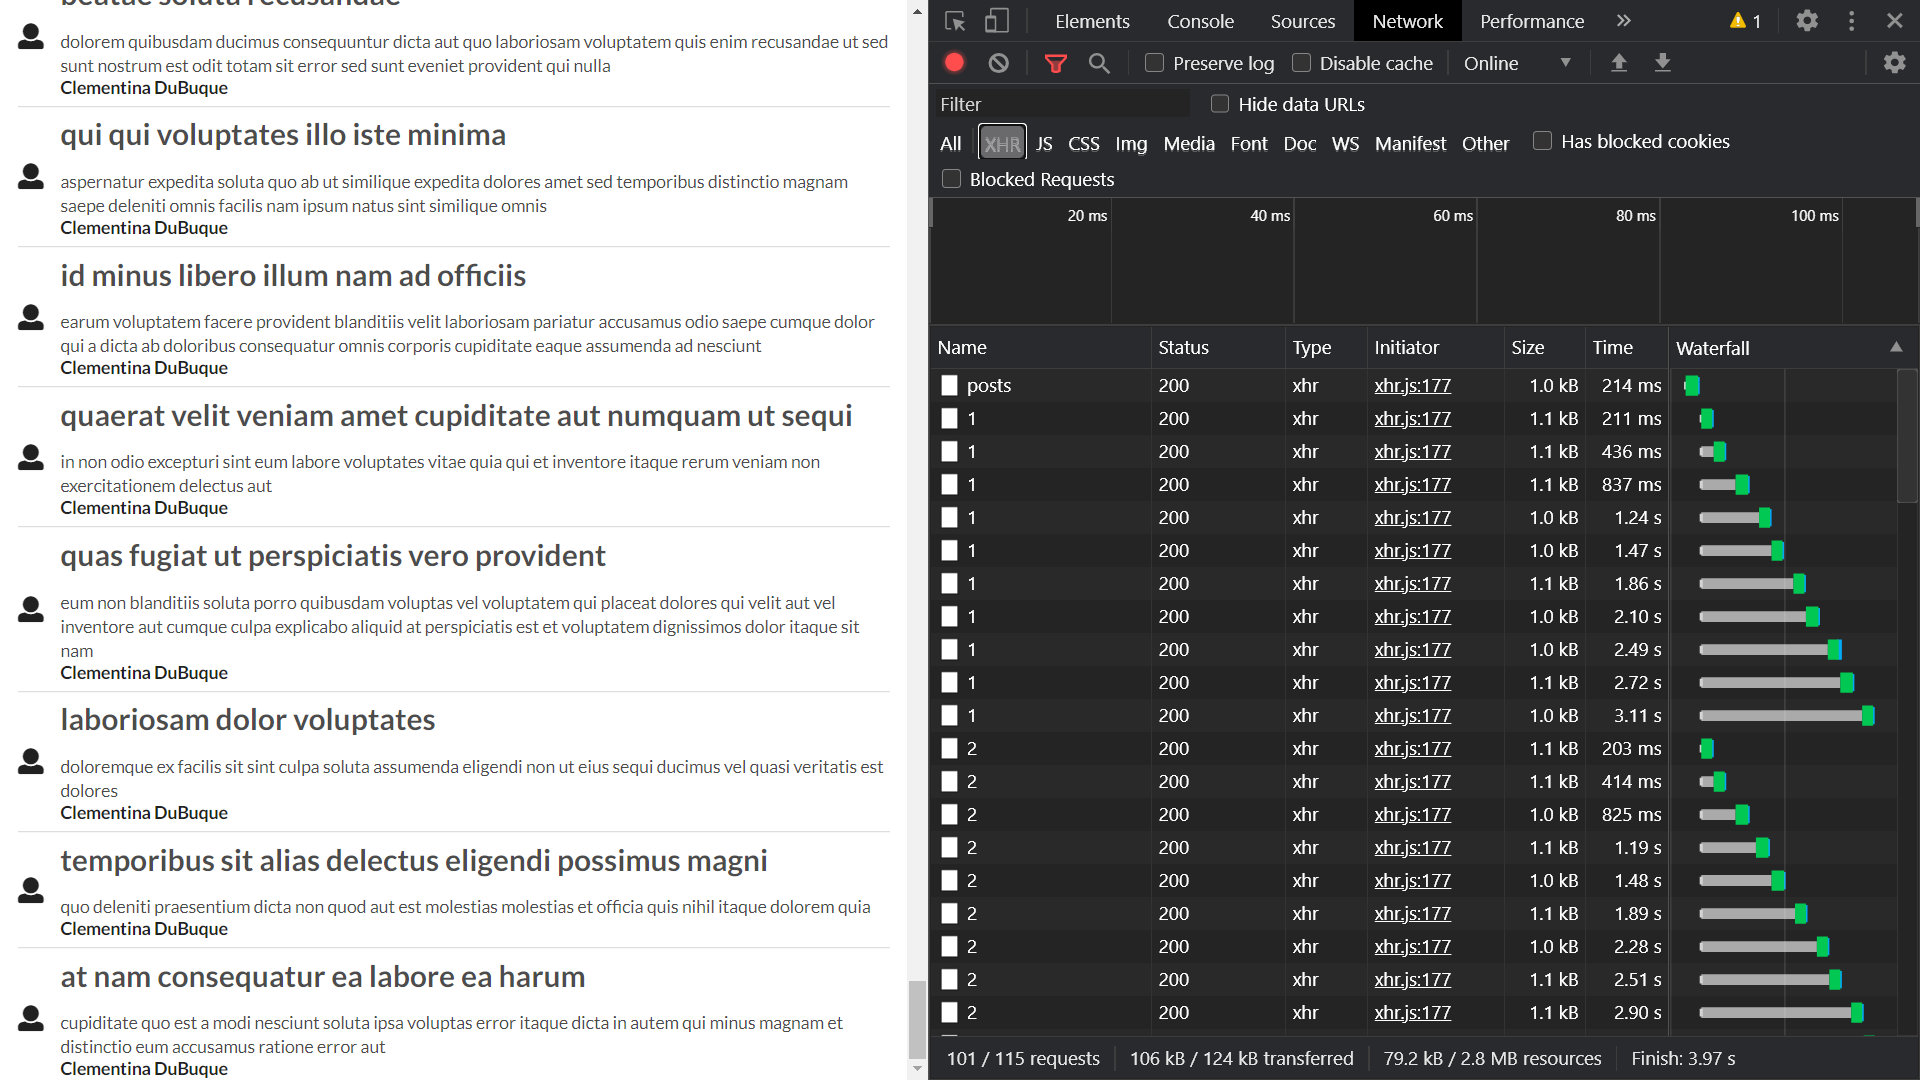 beatae soluta recusandae
dolorem quibusdam ducimus consequuntur dicta aut quo laboriosam voluptatem quis enim recusandae ut sed
sunt nostrum est odit totam sit error sed sunt eveniet provident qui nulla
Clementina DuBuque
qui qui voluptates illo iste minima
aspernatur expedita soluta quo ab ut similique expedita dolores amet sed temporibus distinctio magnam
saepe deleniti omnis facilis nam ipsum natus sint similique omnis
Clementina DuBuque
id minus libero illum nam ad officiis
earum voluptatem facere provident blanditiis velit laboriosam pariatur accusamus odio saepe cumque dolor
qui a dicta ab doloribus consequatur omnis corporis cupiditate eaque assumenda ad nesciunt
Clementina DuBuque
quaerat velit veniam amet cupiditate aut numquam ut sequi
in non odio excepturi sint eum labore voluptates vitae quia qui et inventore itaque rerum veniam non
exercitationem delectus aut
Clementina DuBuque
quas fugiat ut perspiciatis vero provident
eum non blanditiis soluta porro quibusdam voluptas vel voluptatem qui placeat dolores qui velit aut vel
inventore aut cumque culpa explicabo aliquid at perspiciatis est et voluptatem dignissimos dolor itaque sit
nam
Clementina DuBuque
laboriosam dolor voluptates
doloremque ex facilis sit sint culpa soluta assumenda eligendi non ut eius sequi ducimus vel quasi veritatis est
dolores
Clementina DuBuque
temporibus sit alias delectus eligendi possimus magni
quo deleniti praesentium dicta non quod aut est molestias molestias et officia quis nihil itaque dolorem quia
Clementina DuBuque
at nam consequatur ea labore ea harum
cupiditate quo est a modi nesciunt soluta ipsa voluptas error itaque dicta in autem qui minus magnam et
distinctio eum accusamus ratione error aut
Clementina DuBuque
Elements Console Sources Network Performance » 1
Preserve log Disable cache Online
Filter Hide data URLs
All XHR JS CSS Img Media Font Doc WS Manifest Other Has blocked cookies
Blocked Requests
20 ms 40 ms 60 ms 80 ms 100 ms
Name Status Type Initiator Size Time Waterfall
posts 200 xhr xhr.js:177 1.0 kB 214 ms
1 200 xhr xhr.js:177 1.1 kB 211 ms
1 200 xhr xhr.js:177 1.1 kB 436 ms
1 200 xhr xhr.js:177 1.1 kB 837 ms
1 200 xhr xhr.js:177 1.0 kB 1.24 s
1 200 xhr xhr.js:177 1.0 kB 1.47 s
1 200 xhr xhr.js:177 1.1 kB 1.86 s
1 200 xhr xhr.js:177 1.0 kB 2.10 s
1 200 xhr xhr.js:177 1.0 kB 2.49 s
1 200 xhr xhr.js:177 1.1 kB 2.72 s
1 200 xhr xhr.js:177 1.0 kB 3.11 s
2 200 xhr xhr.js:177 1.1 kB 203 ms
2 200 xhr xhr.js:177 1.1 kB 414 ms
2 200 xhr xhr.js:177 1.0 kB 825 ms
2 200 xhr xhr.js:177 1.1 kB 1.19 s
2 200 xhr xhr.js:177 1.0 kB 1.48 s
2 200 xhr xhr.js:177 1.1 kB 1.89 s
2 200 xhr xhr.js:177 1.0 kB 2.28 s
2 200 xhr xhr.js:177 1.1 kB 2.51 s
2 200 xhr xhr.js:177 1.1 kB 2.90 s
101 / 115 requests 106 kB / 124 kB transferred 79.2 kB / 2.8 MB resources Finish: 3.97 s